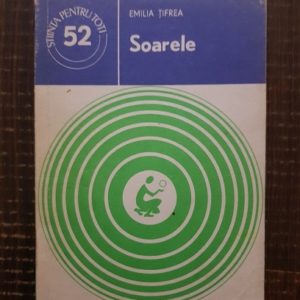 ȘTIINȚA PENTRU TOȚI
52
EMILIA ȚIFREA
Soarele